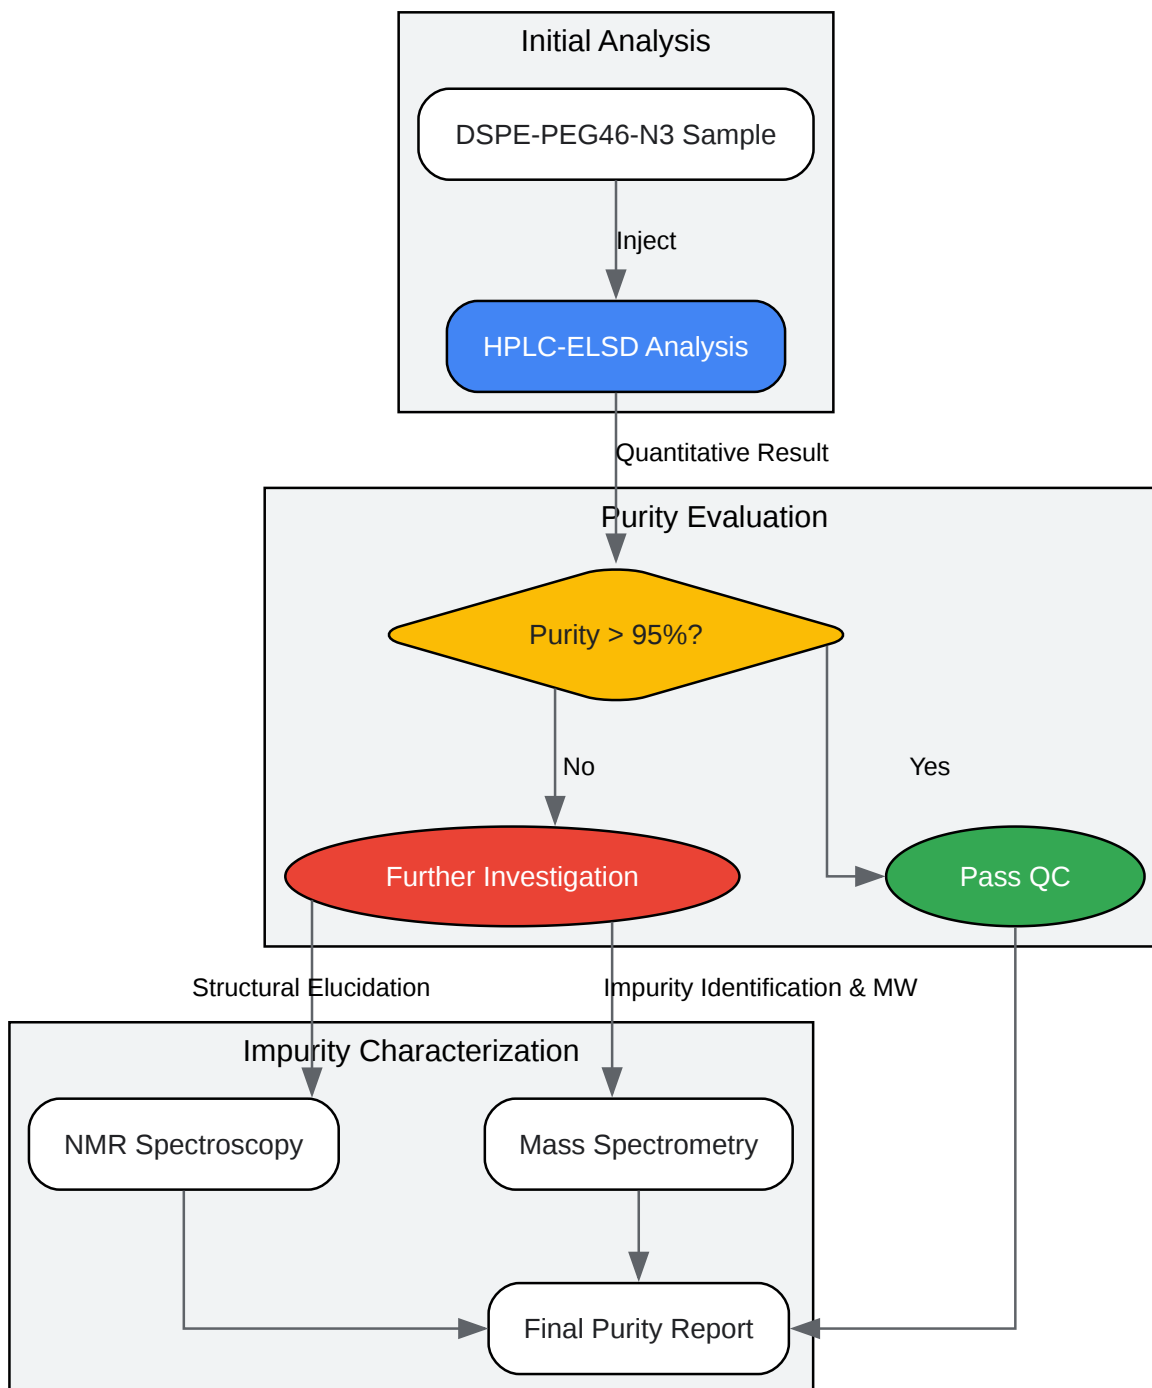 Initial Analysis
DSPE-PEG46-N3 Sample
Inject
HPLC-ELSD Analysis
Quantitative Result
Purity Evaluation
Purity > 95%?
No
Yes
Further Investigation
Pass QC
Structural Elucidation
Impurity Identification & MW
Impurity Characterization
NMR Spectroscopy
Mass Spectrometry
Final Purity Report